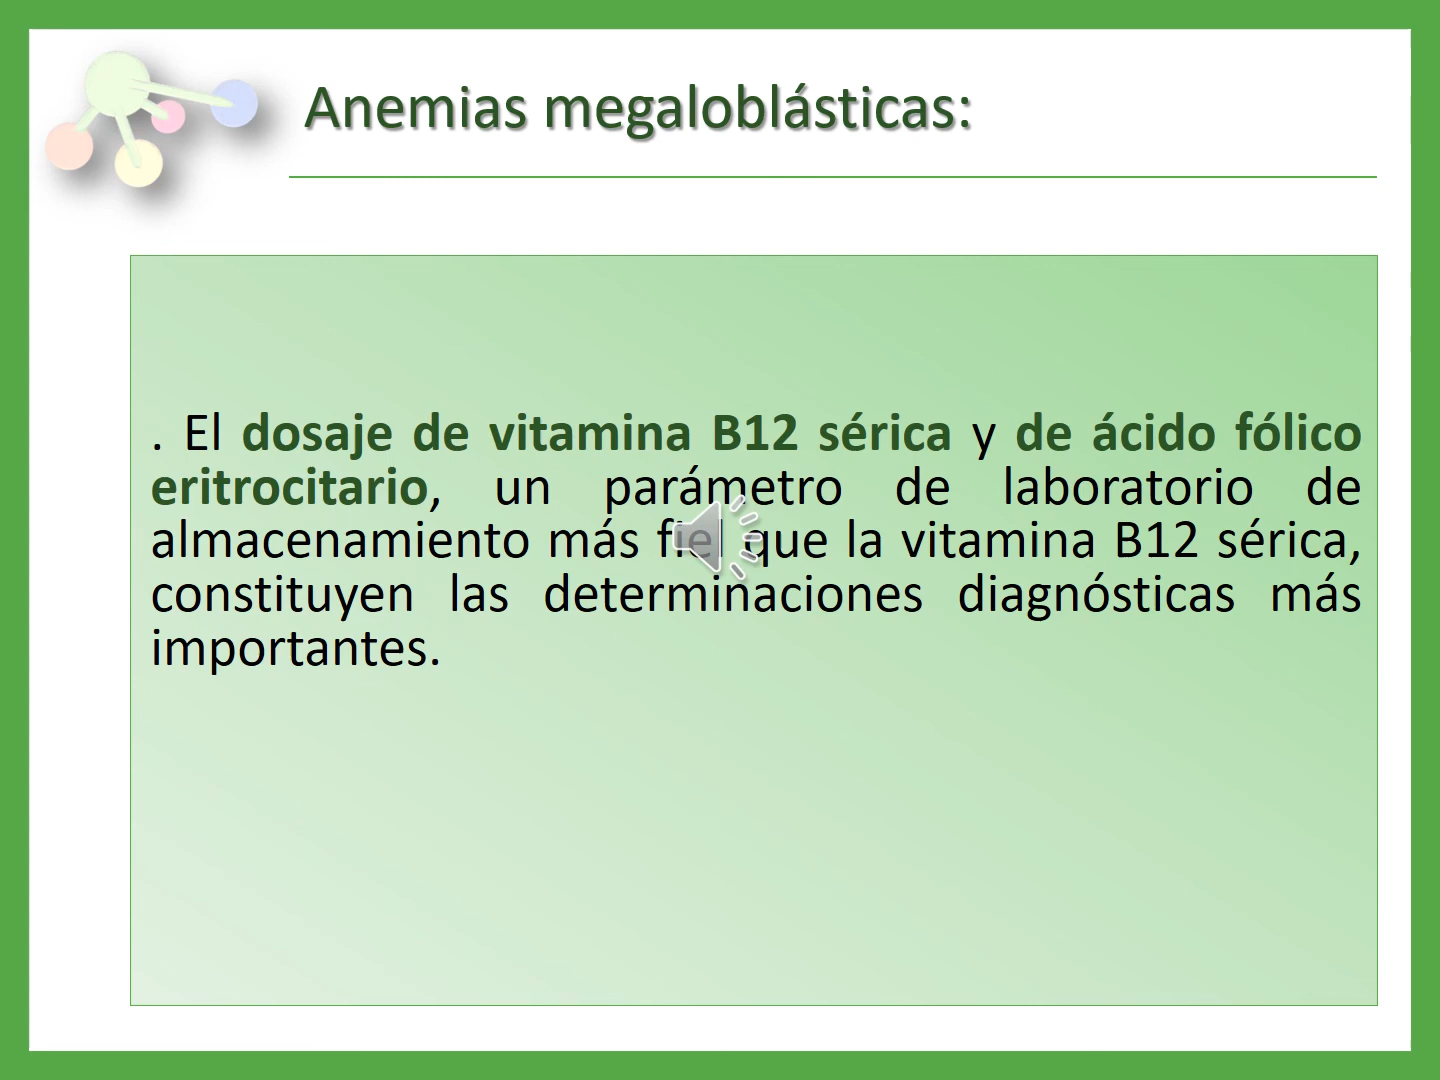 Anemias megaloblásticas:
. El dosaje de vitamina B12 sérica y de ácido fólico
eritrocitario, un parámetro de laboratorio de
almacenamiento más fiel que la vitamina B12 sérica,
constituyen las determinaciones diagnósticas más
importantes.